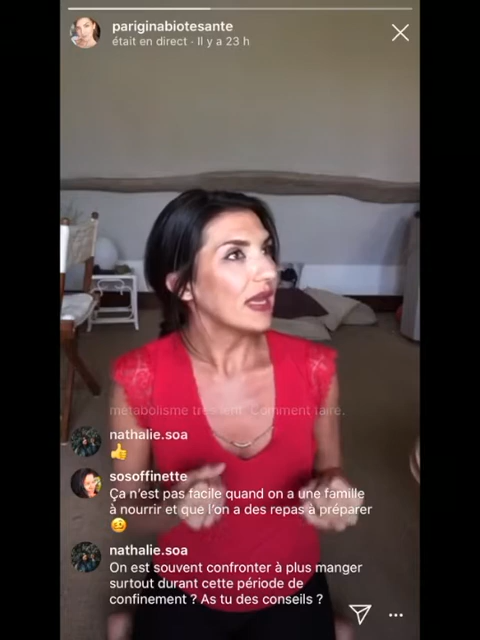 pariginabiotesante
était en direct · Il y a 23 h
métabolisme très lent. Comment faire.
nathalie.soa
👍
sosoffinette
Ça n'est pas facile quand on a une famille
à nourrir et que l'on a des repas à préparer
🥴
nathalie.soa
On est souvent confronter à plus manger
surtout durant cette période de
confinement ? As tu des conseils ?